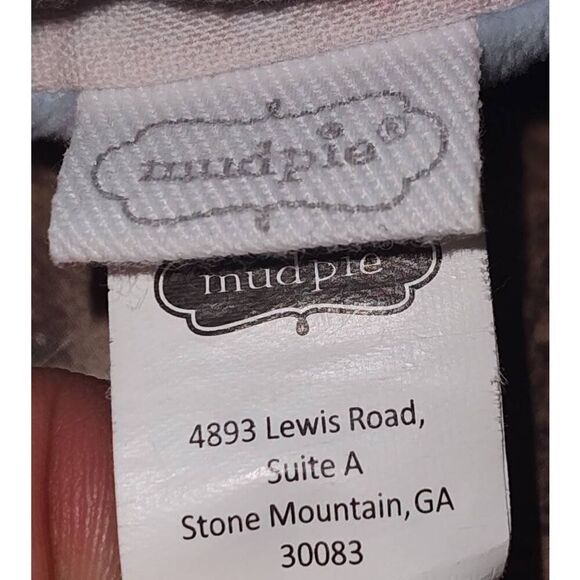 mudpie®
mudpie
4893 Lewis Road,
Suite A
Stone Mountain, GA
30083